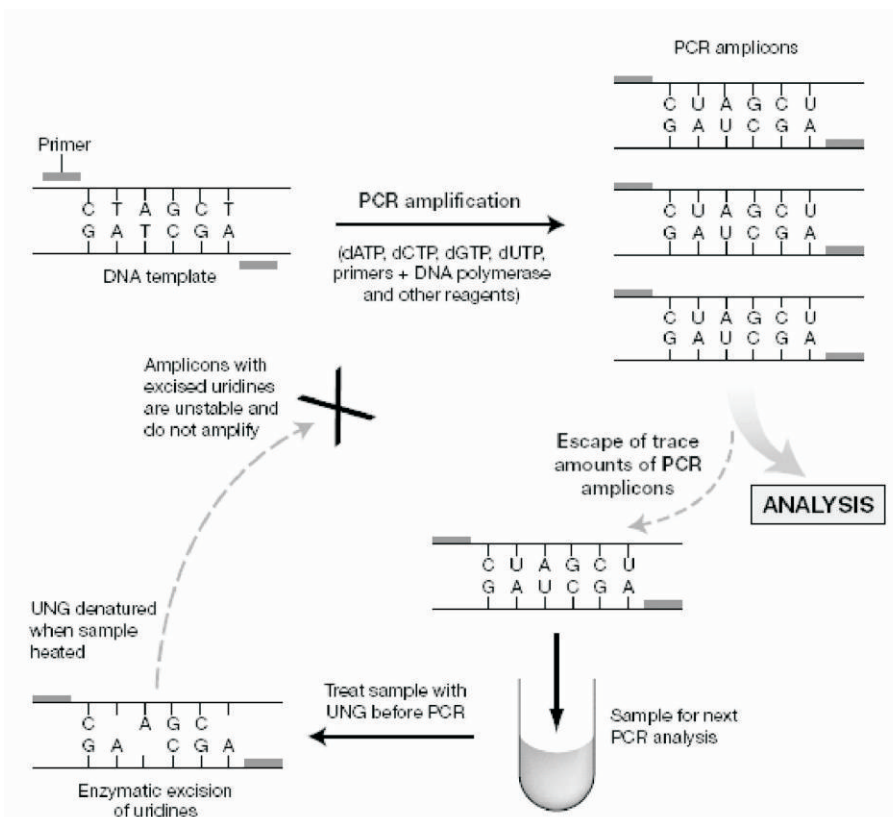 PCR amplicons
C U A G C U
G A U C G A
Primer
C T A G C T
G A T C G A
DNA template
PCR amplification
(dATP, dCTP, dGTP, dUTP,
primers + DNA polymerase
and other reagents)
C U A G C U
G A U C G A
C U A G C U
G A U C G A
Amplicons with
excised uridines
are unstable and
do not amplify
Escape of trace
amounts of PCR
amplicons
ANALYSIS
C U A G C U
G A U C G A
UNG denatured
when sample
heated
C A G C
G A C G A
Enzymatic excision
of uridines
Treat sample with
UNG before PCR
Sample for next
PCR analysis